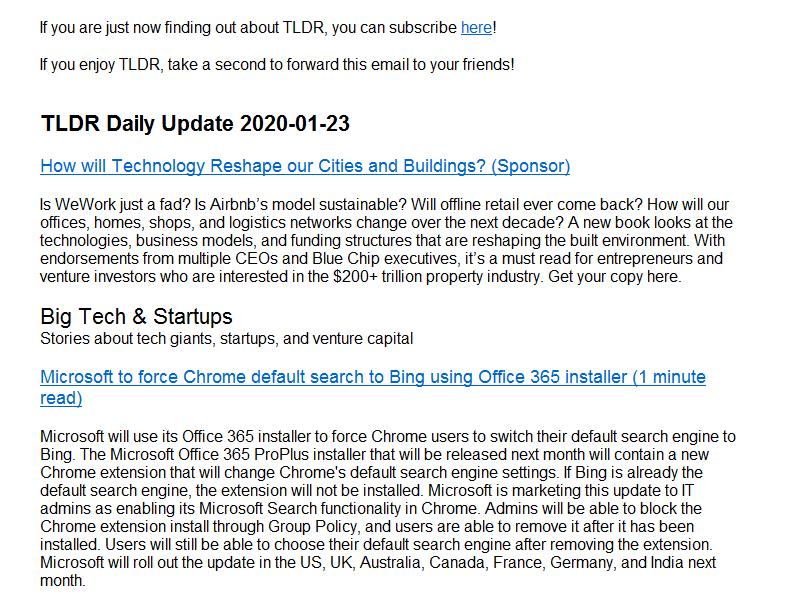 If you are just now finding out about TLDR, you can subscribe here!
If you enjoy TLDR, take a second to forward this email to your friends!
TLDR Daily Update 2020-01-23
How will Technology Reshape our Cities and Buildings? (Sponsor)
Is WeWork just a fad? Is Airbnb's model sustainable? Will offline retail ever come back? How will our
offices, homes, shops, and logistics networks change over the next decade? A new book looks at the
technologies, business models, and funding structures that are reshaping the built environment. With
endorsements from multiple CEOs and Blue Chip executives, it's a must read for entrepreneurs and
venture investors who are interested in the $200+ trillion property industry. Get your copy here.
Big Tech & Startups
Stories about tech giants, startups, and venture capital
Microsoft to force Chrome default search to Bing using Office 365 installer (1 minute
read)
Microsoft will use its Office 365 installer to force Chrome users to switch their default search engine to
Bing. The Microsoft Office 365 ProPlus installer that will be released next month will contain a new
Chrome extension that will change Chrome's default search engine settings. If Bing is already the
default search engine, the extension will not be installed. Microsoft is marketing this update to IT
admins as enabling its Microsoft Search functionality in Chrome. Admins will be able to block the
Chrome extension install through Group Policy, and users are able to remove it after it has been
installed. Users will still be able to choose their default search engine after removing the extension.
Microsoft will roll out the update in the US, UK, Australia, Canada, France, Germany, and India next
month.